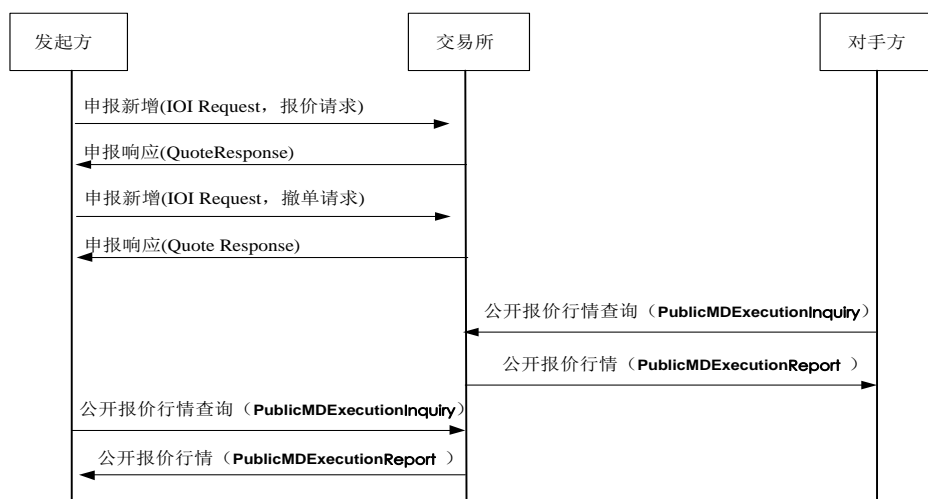 发起方
交易所
对手方
申报新增(IOI Request，报价请求)
申报响应(QuoteResponse)
申报新增(IOI Request，撤单请求)
申报响应(Quote Response)
公开报价行情查询（PublicMDExecutionInquiry）
公开报价行情（PublicMDExecutionReport ）
公开报价行情查询（PublicMDExecutionInquiry）
公开报价行情（PublicMDExecutionReport ）